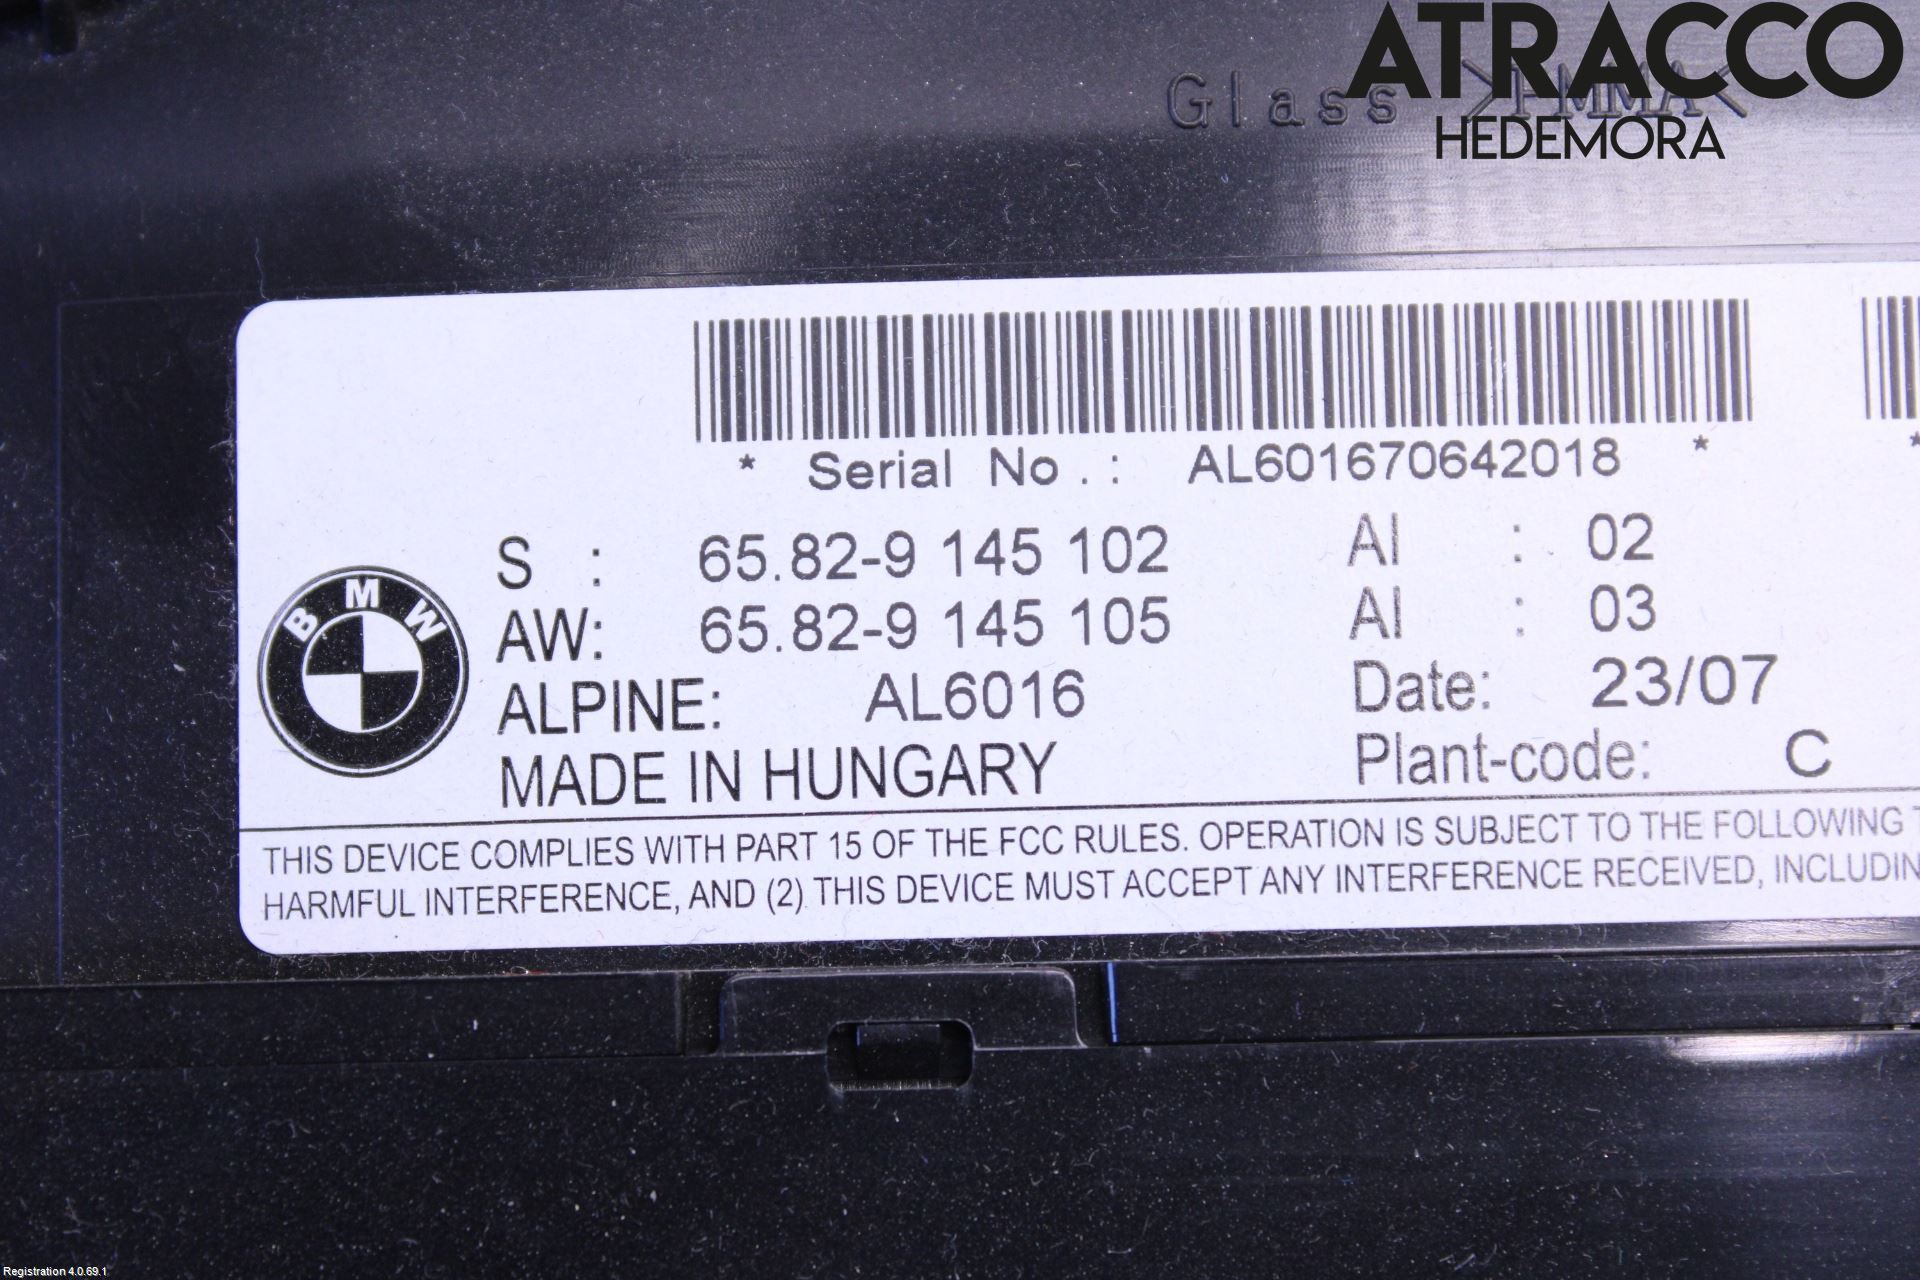 ATRACCO
Glass >PMMA<
HEDEMORA
* Serial No.: AL601670642018 *
*
S : 65.82-9 145 102 AI : 02
AW: 65.82-9 145 105 AI : 03
ALPINE: AL6016 Date: 23/07
MADE IN HUNGARY Plant-code: C
BMW
THIS DEVICE COMPLIES WITH PART 15 OF THE FCC RULES. OPERATION IS SUBJECT TO THE FOLLOWING T
HARMFUL INTERFERENCE, AND (2) THIS DEVICE MUST ACCEPT ANY INTERFERENCE RECEIVED, INCLUDIN
Registration 4.0.69.1